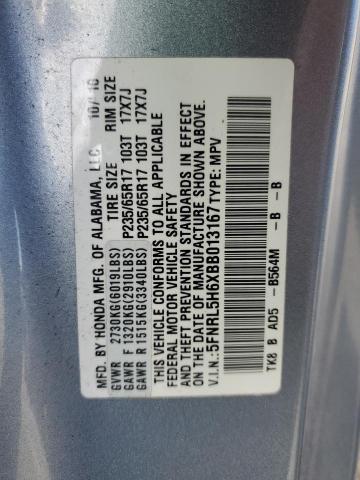 MFD. BY HONDA MFG. OF ALABAMA, LLC. 10/10
GVWR 2730KG(6019LBS) TIRE SIZE RIM SIZE
GAWR F 1320KG(2910LBS) P235/65R17 103T 17X7J
GAWR R 1515KG(3340LBS) P235/65R17 103T 17X7J
THIS VEHICLE CONFORMS TO ALL APPLICABLE
FEDERAL MOTOR VEHICLE SAFETY
AND THEFT PREVENTION STANDARDS IN EFFECT
ON THE DATE OF MANUFACTURE SHOWN ABOVE.
V.I.N.: 5FNRL5H6XBB013167 TYPE: MPV
TK8 B AD5 -B564M -B -B